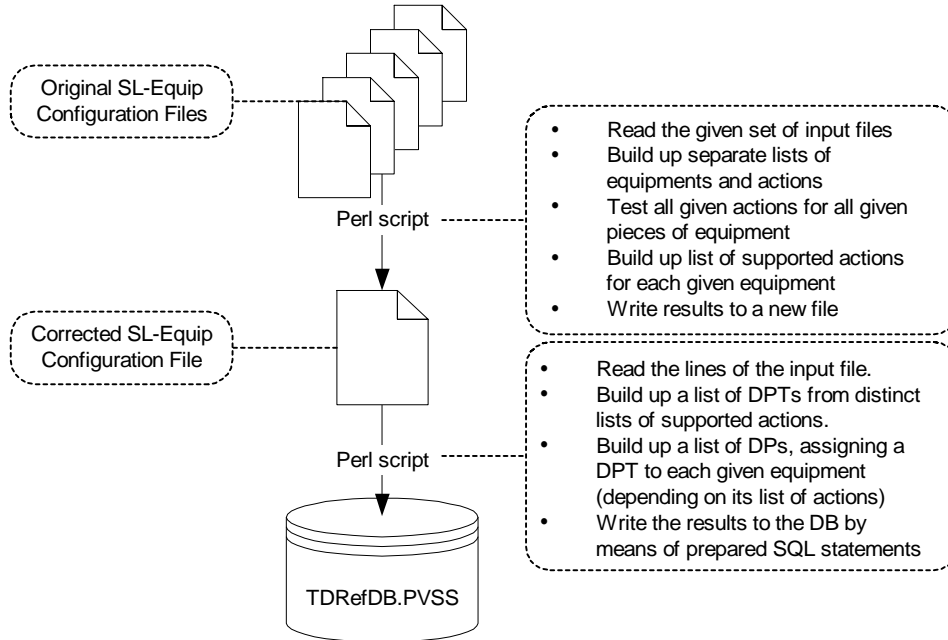 Original SL-Equip
Configuration Files
• Read the given set of input files
• Build up separate lists of
equipments and actions
• Test all given actions for all given
pieces of equipment
• Build up list of supported actions
for each given equipment
• Write results to a new file
Perl script
Corrected SL-Equip
Configuration File
• Read the lines of the input file.
• Build up a list of DPTs from distinct
lists of supported actions.
• Build up a list of DPs, assigning a
DPT to each given equipment
(depending on its list of actions)
• Write the results to the DB by
means of prepared SQL statements
Perl script
TDRefDB.PVSS